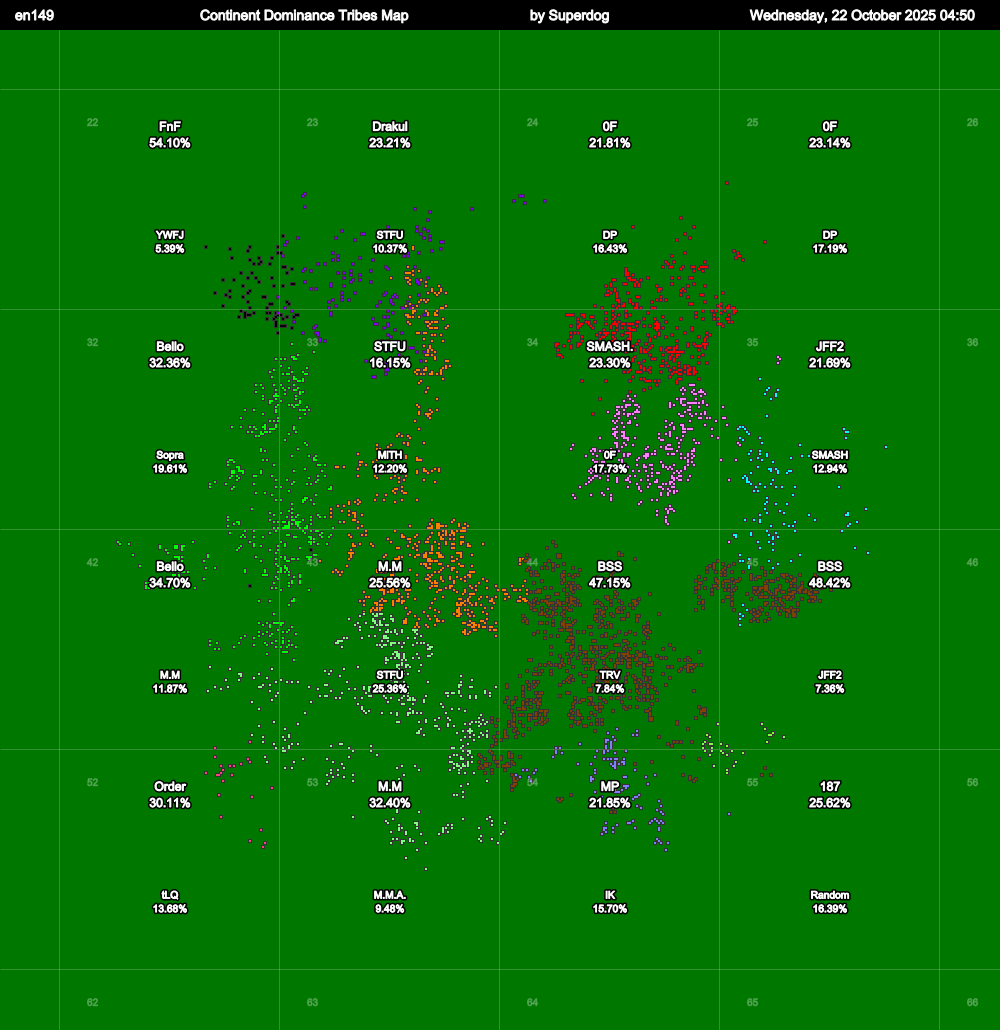 en149 Continent Dominance Tribes Map by Superdog Wednesday, 22 October 2025 04:50
22 23 24 25 26
FnF Drakul 0F 0F
54.10% 23.21% 21.81% 23.14%
YWFJ STFU DP DP
5.39% 10.37% 16.43% 17.19%
32 33 34 35 36
Bello STFU SMASH. JFF2
32.36% 16.15% 23.30% 21.69%
Sopra MITH 0F SMASH
19.61% 12.20% 17.73% 12.94%
42 43 44 45 46
Bello M.M BSS BSS
34.70% 25.56% 47.15% 48.42%
M.M STFU TRV JFF2
11.87% 25.36% 7.84% 7.36%
52 53 54 55 56
Order M.M MP 187
30.11% 32.40% 21.85% 25.62%
tLQ M.M.A. IK Random
13.68% 9.48% 15.70% 16.39%
62 63 64 65 66